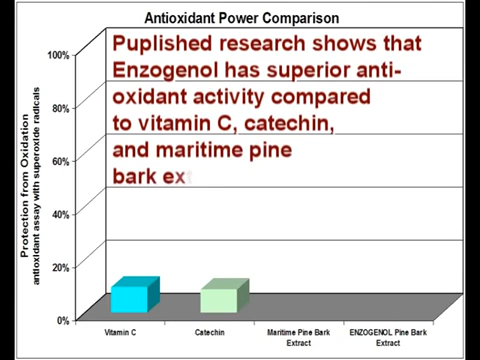 Antioxidant Power Comparison
Puplished research shows that
Enzogenol has superior anti-
oxidant activity compared
to vitamin C, catechin,
and maritime pine
bark ext
Protection from Oxidation
antioxidant assay with superoxide radicals
100%
80%
60%
40%
20%
0%
Vitamin C
Catechin
Maritime Pine Bark
Extract
ENZOGENOL Pine Bark
Extract